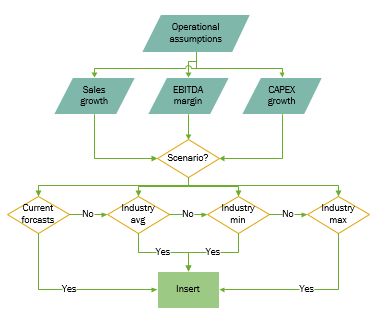 Operational
assumptions
Sales
growth
EBITDA
margin
CAPEX
growth
Scenario?
Current
forcasts
No
Industry
avg
No
Industry
min
No
Industry
max
Yes
Yes
Yes
Insert
Yes